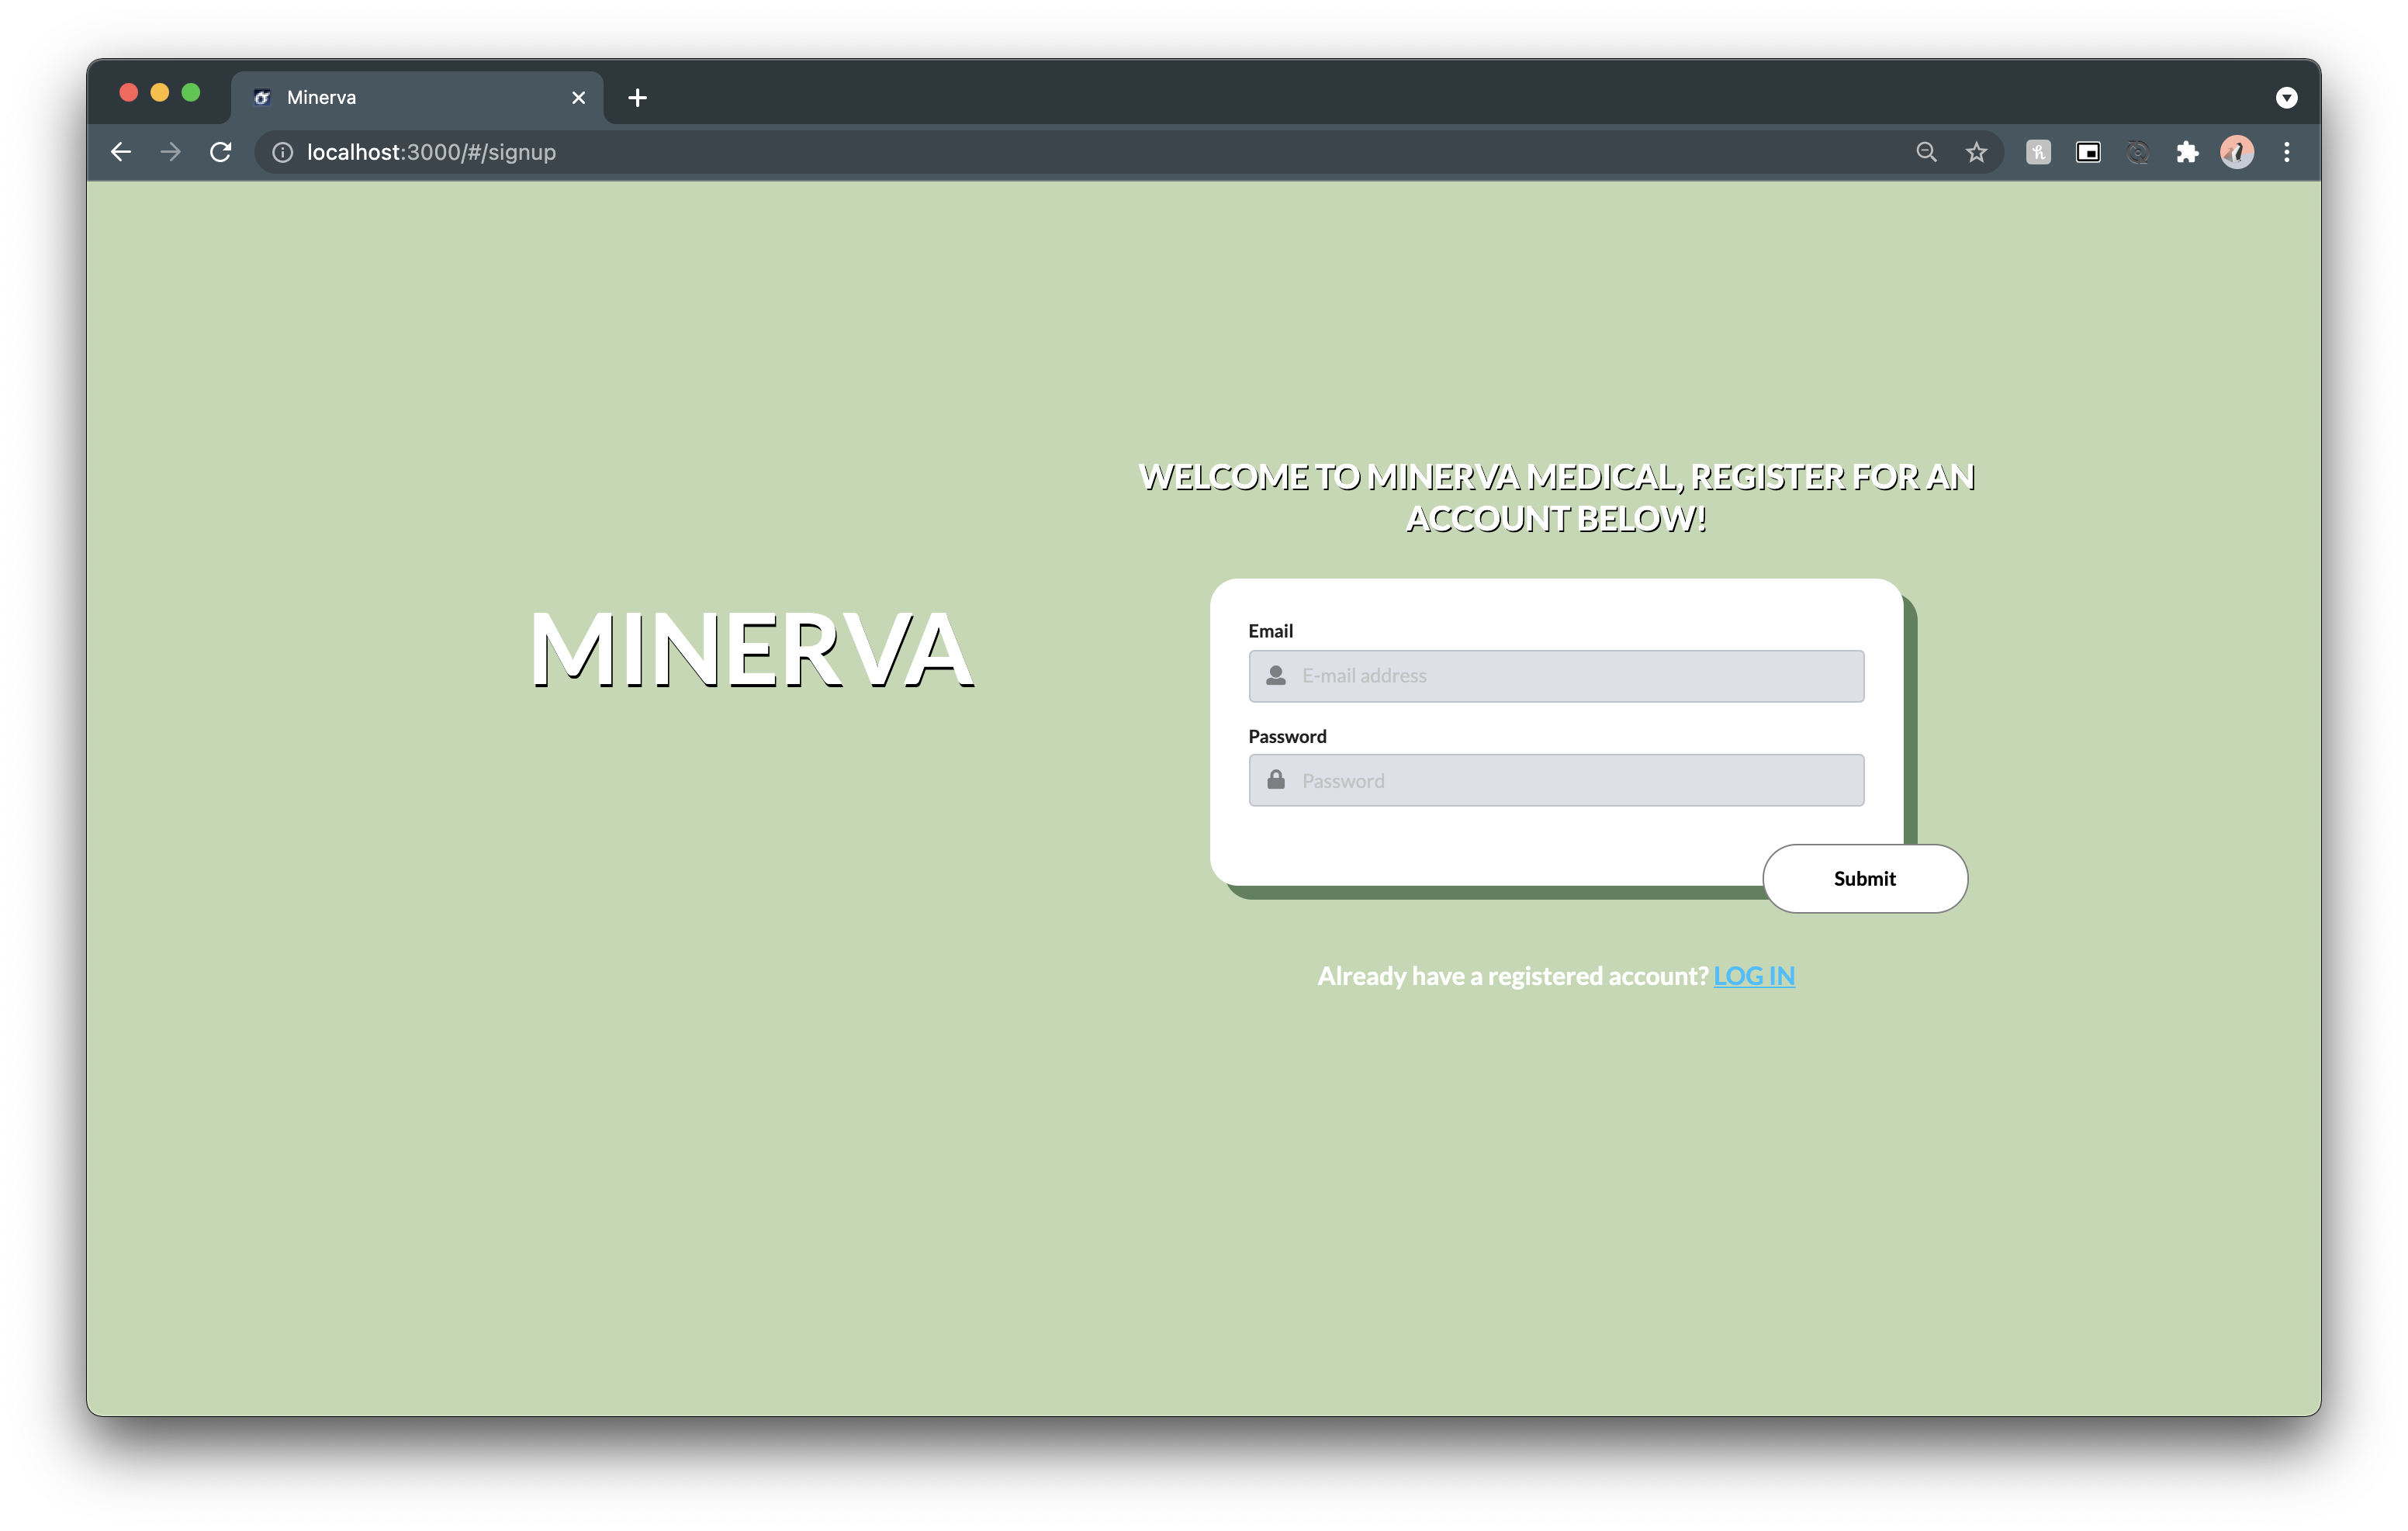 Minerva
localhost:3000/#/signup
WELCOME TO MINERVA MEDICAL, REGISTER FOR AN
ACCOUNT BELOW!
MINERVA
Email
E-mail address
Password
Password
Submit
Already have a registered account? LOG IN